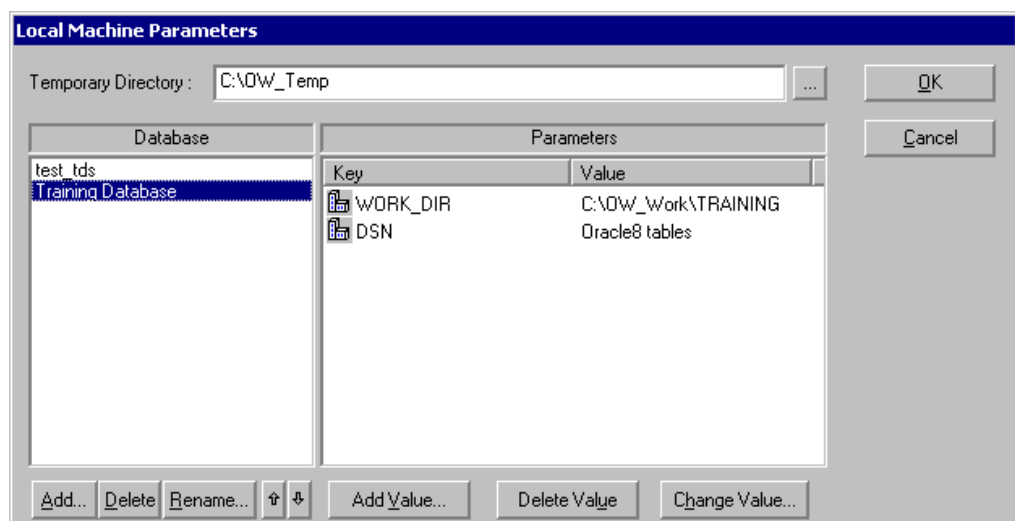 Local Machine Parameters
Temporary Directory : C:\OW_Temp ... OK
Database Parameters Cancel
test_tds Key Value
Training Database WORK_DIR C:\OW_Work\TRAINING
DSN Oracle8 tables
Add... Delete Rename... Add Value... Delete Value Change Value...